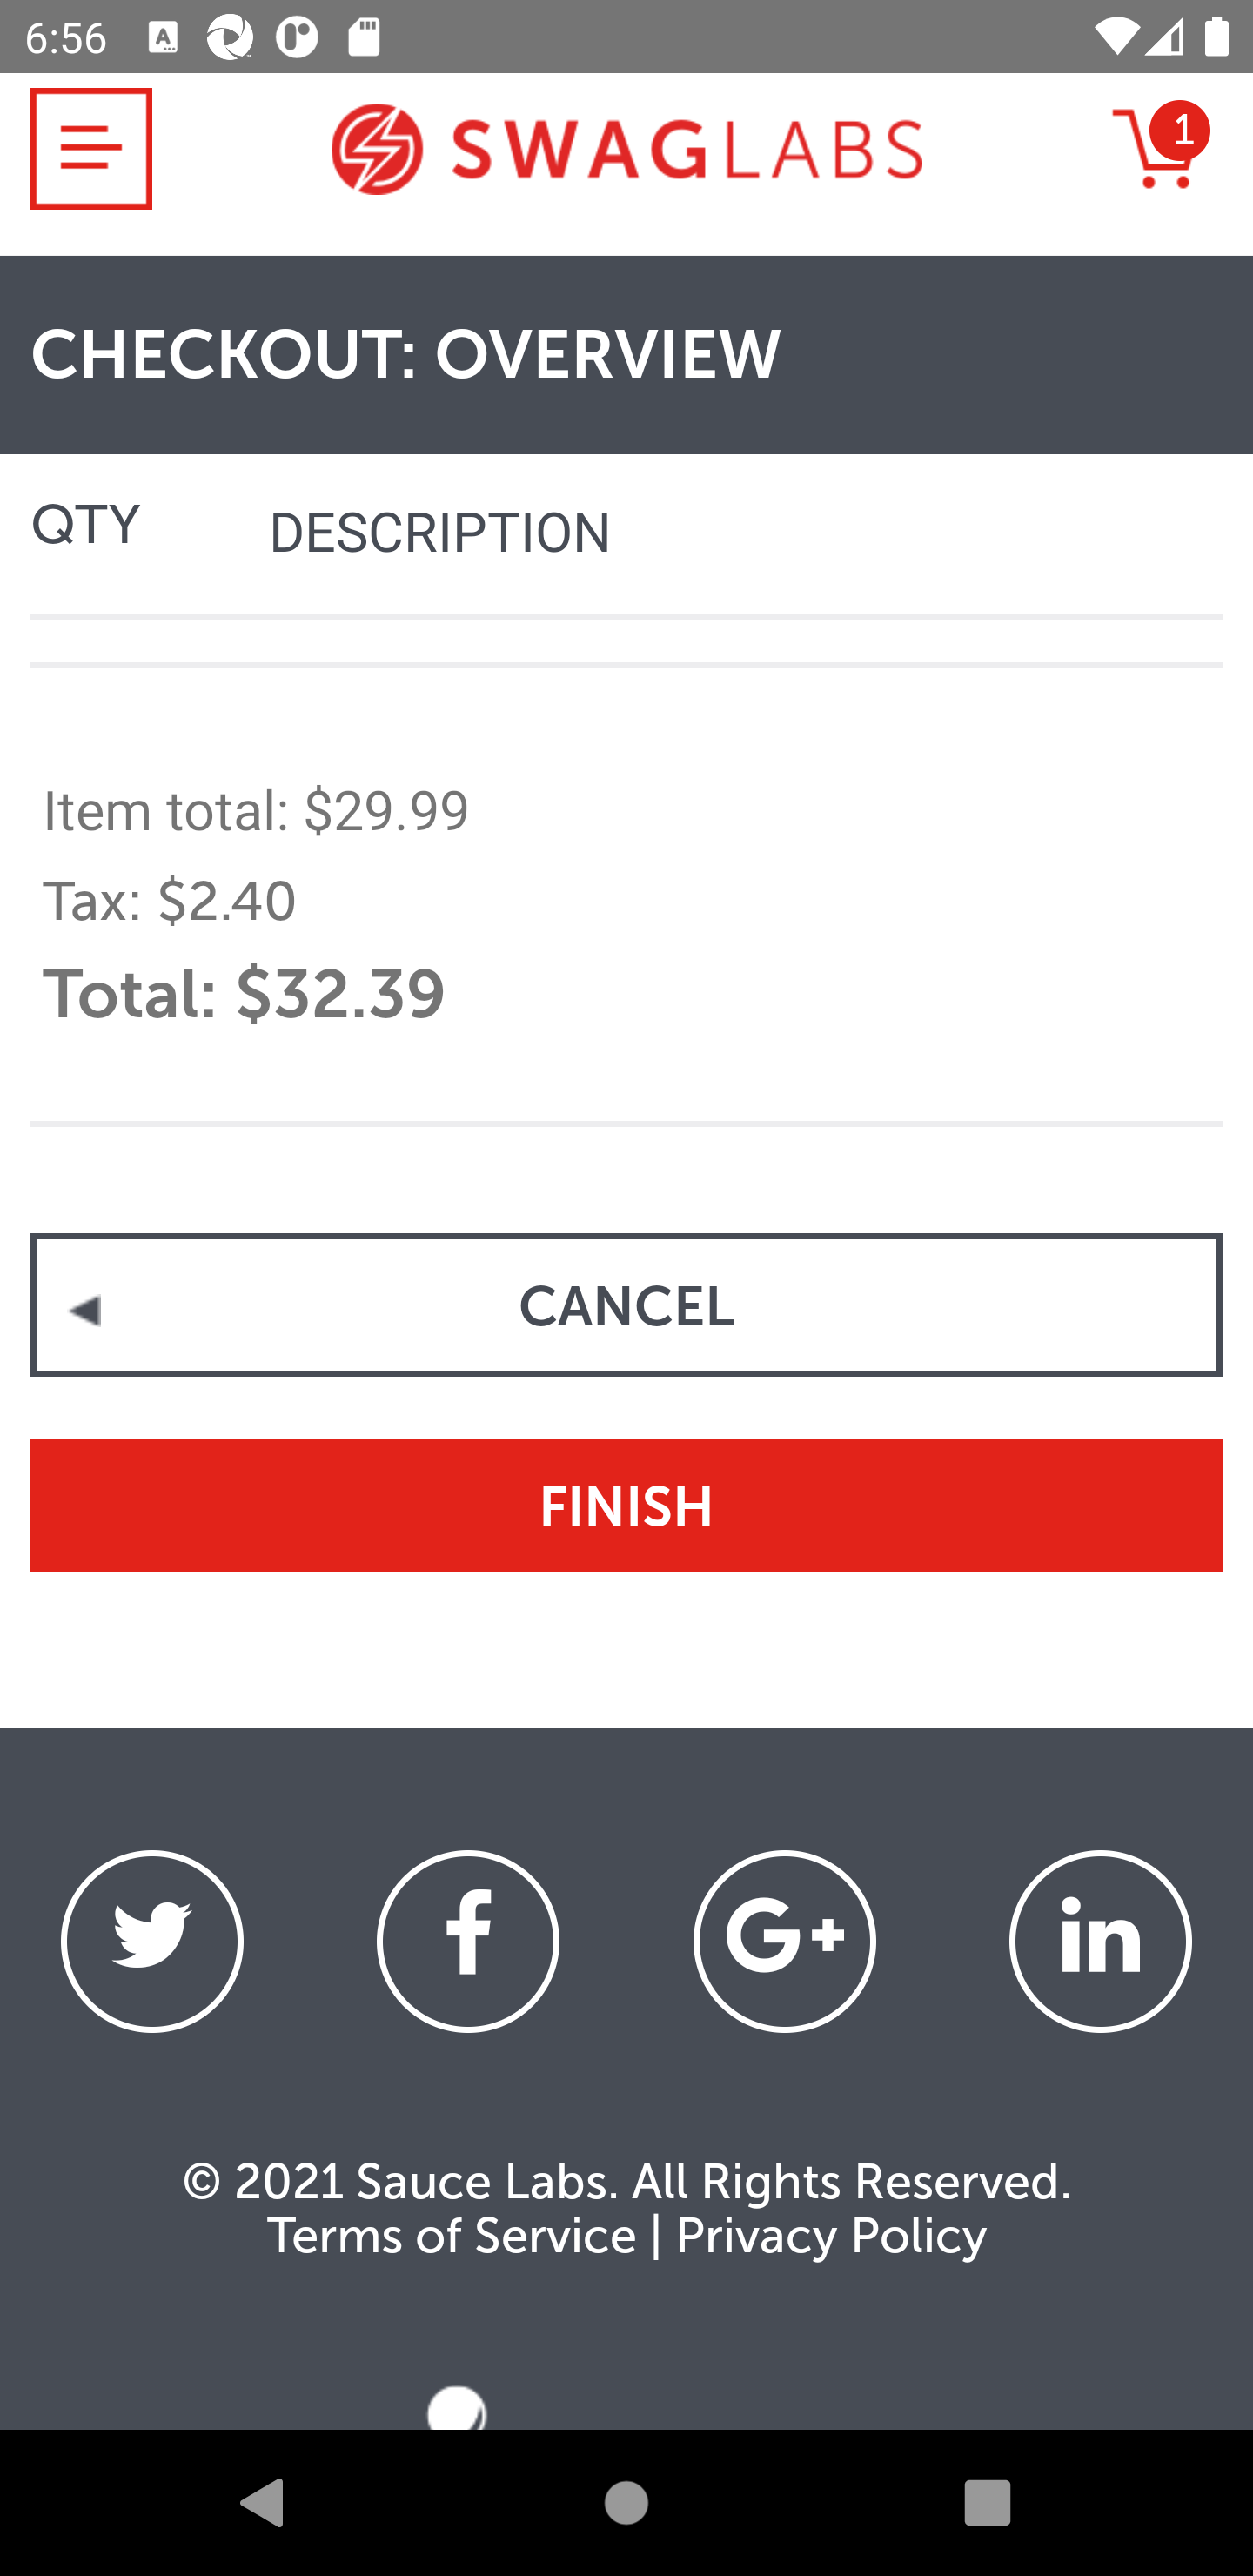 6:56
SWAGLABS
1
CHECKOUT: OVERVIEW
QTY DESCRIPTION
Item total: $29.99
Tax: $2.40
Total: $32.39
CANCEL
FINISH
© 2021 Sauce Labs. All Rights Reserved.
Terms of Service | Privacy Policy